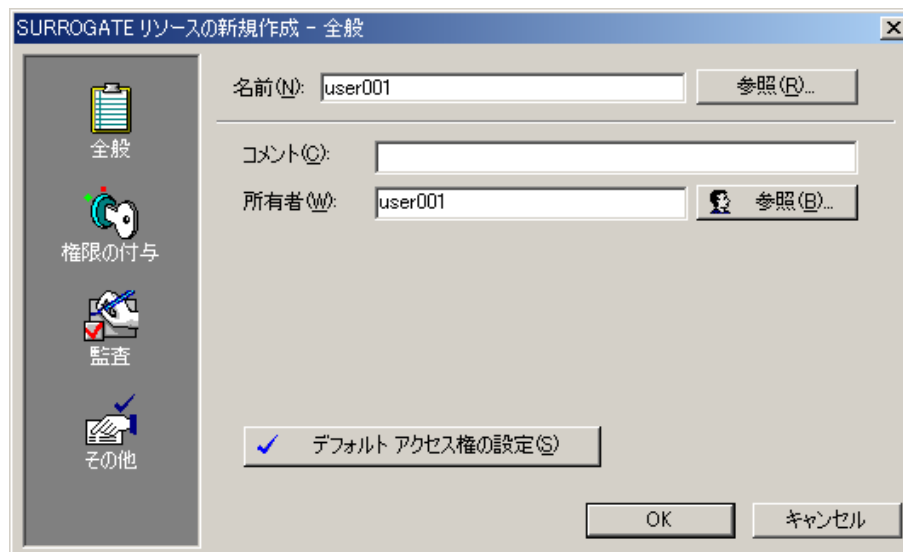 SURROGATE リソースの新規作成 - 全般
全般
権限の付与
監査
その他
名前(N): user001 参照(R)...
コメント(C):
所有者(W): user001 参照(B)...
デフォルト アクセス権の設定(S)
OK キャンセル